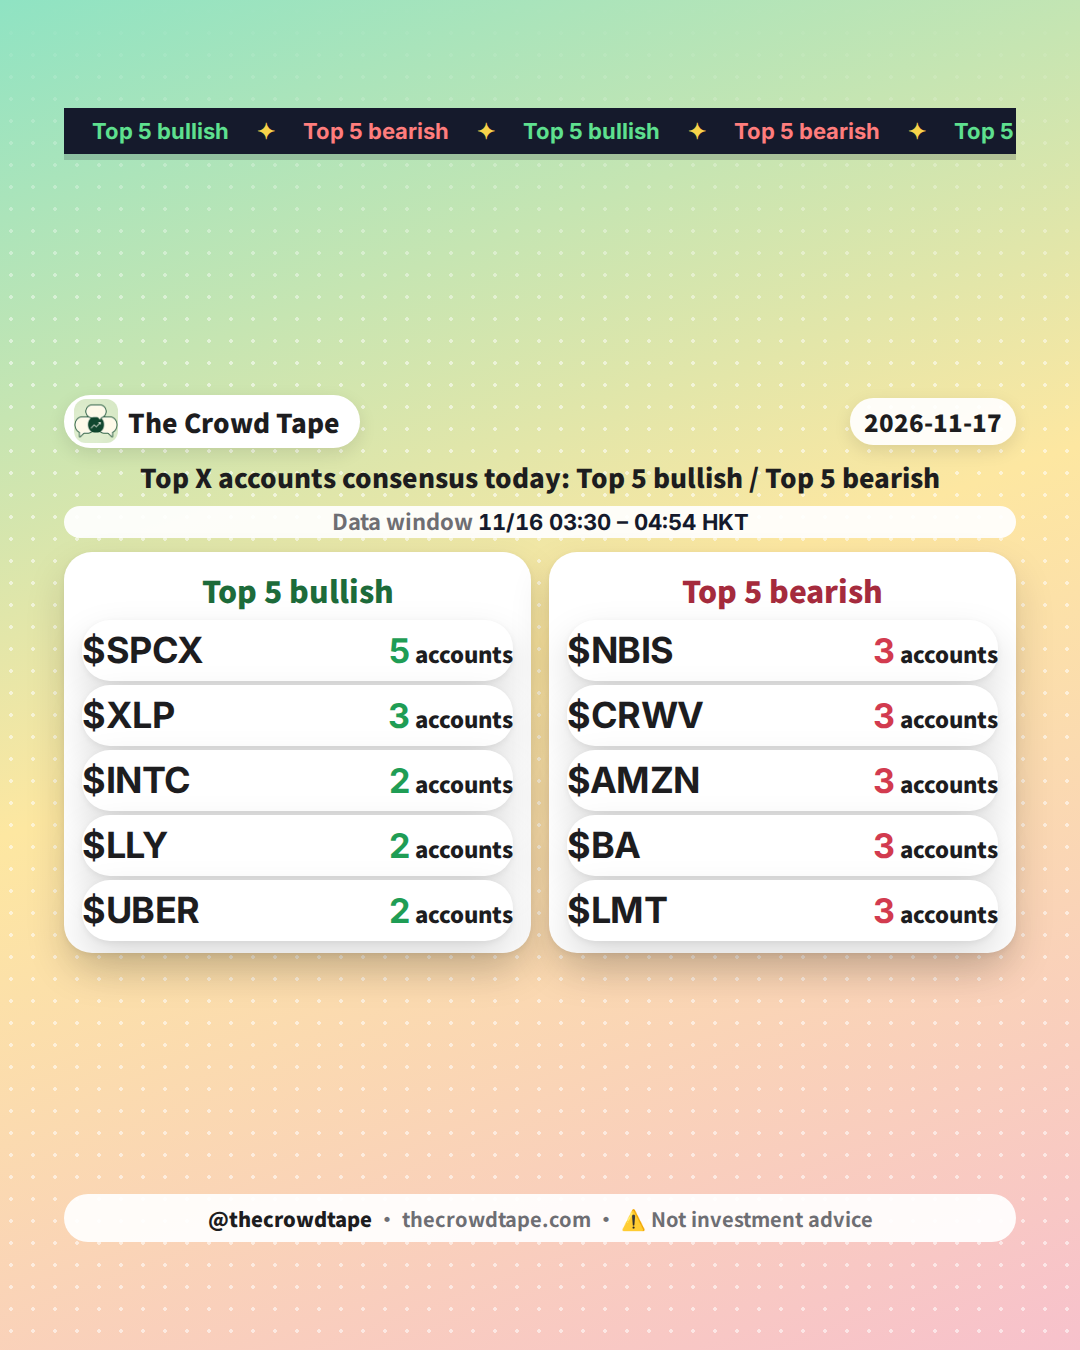 Top 5 bullish ✦ Top 5 bearish ✦ Top 5 bullish ✦ Top 5 bearish ✦ Top 5
The Crowd Tape
2026-11-17
Top X accounts consensus today: Top 5 bullish / Top 5 bearish
Data window 11/16 03:30 – 04:54 HKT
Top 5 bullish
$SPCX 5 accounts
$XLP 3 accounts
$INTC 2 accounts
$LLY 2 accounts
$UBER 2 accounts
Top 5 bearish
$NBIS 3 accounts
$CRWV 3 accounts
$AMZN 3 accounts
$BA 3 accounts
$LMT 3 accounts
@thecrowdtape • thecrowdtape.com • ⚠️ Not investment advice